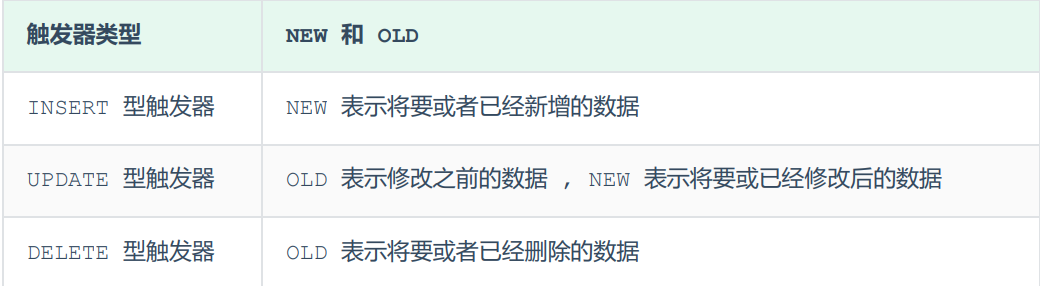 触发器类型 NEW 和 OLD
INSERT 型触发器 NEW 表示将要或者已经新增的数据
UPDATE 型触发器 OLD 表示修改之前的数据 , NEW 表示将要或已经修改后的数据
DELETE 型触发器 OLD 表示将要或者已经删除的数据